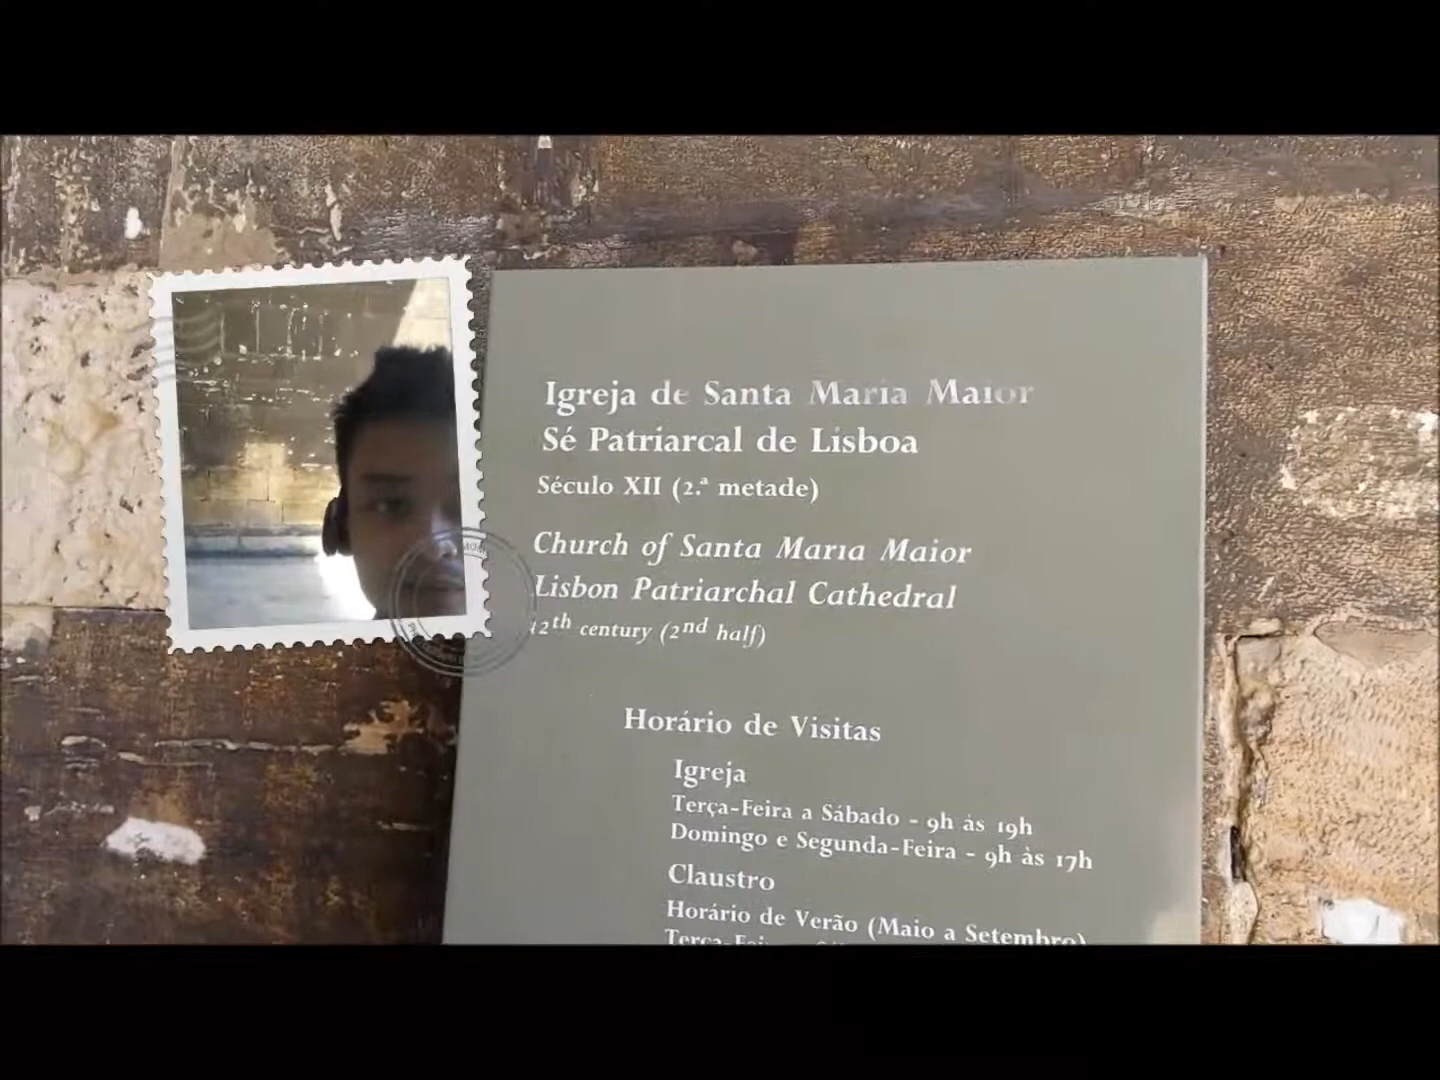 Igreja de Santa Maria Maior
Sé Patriarcal de Lisboa
Século XII (2.ª metade)
Church of Santa Maria Maior
Lisbon Patriarchal Cathedral
12th century (2nd half)
Horário de Visitas
Igreja
Terça-Feira a Sábado - 9h às 19h
Domingo e Segunda-Feira - 9h às 17h
Claustro
Horário de Verão (Maio a Setembro)